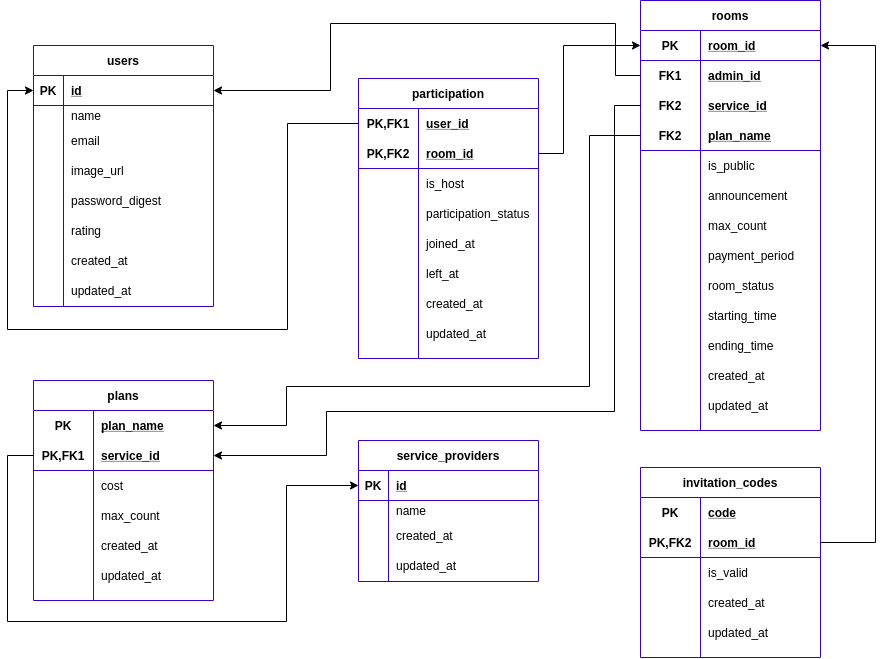 users
PK id
name
email
image_url
password_digest
rating
created_at
updated_at
participation
PK,FK1 user_id
PK,FK2 room_id
is_host
participation_status
joined_at
left_at
created_at
updated_at
rooms
PK room_id
FK1 admin_id
FK2 service_id
FK2 plan_name
is_public
announcement
max_count
payment_period
room_status
starting_time
ending_time
created_at
updated_at
plans
PK plan_name
PK,FK1 service_id
cost
max_count
created_at
updated_at
service_providers
PK id
name
created_at
updated_at
invitation_codes
PK code
PK,FK2 room_id
is_valid
created_at
updated_at